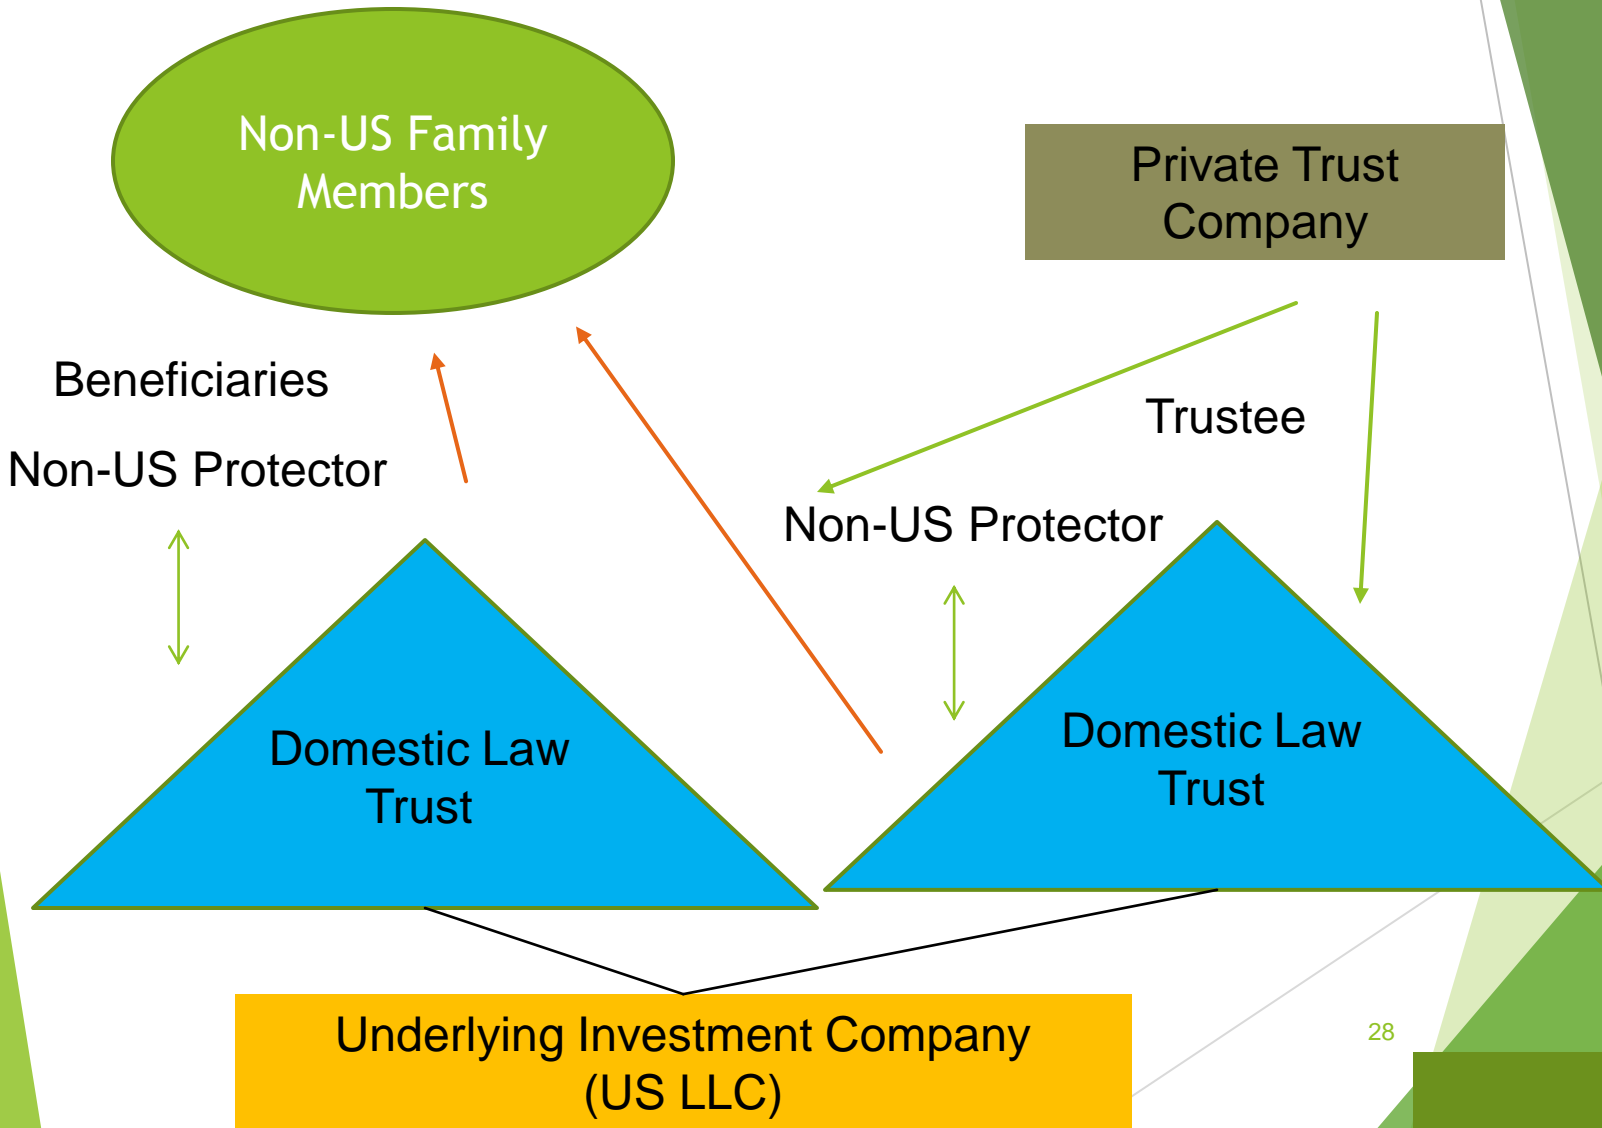 Non-US Family
Members
Private Trust
Company
Beneficiaries
Trustee
Non-US Protector
Non-US Protector
Domestic Law
Trust
Domestic Law
Trust
Underlying Investment Company
(US LLC)
28